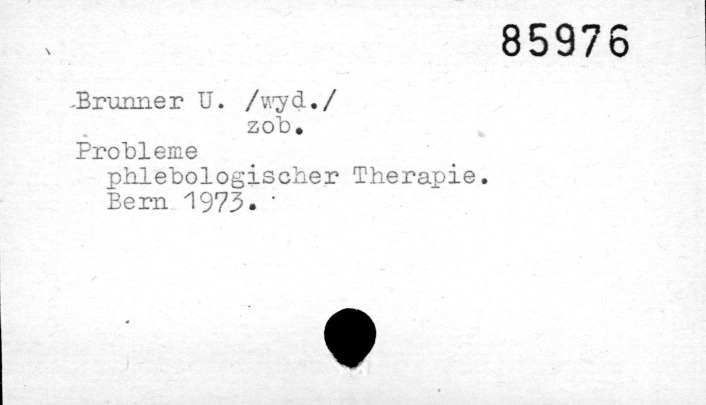 85976
Brunner U. /wyd./
zob.
Probleme
phlebologischer Therapie.
Bern 1973.